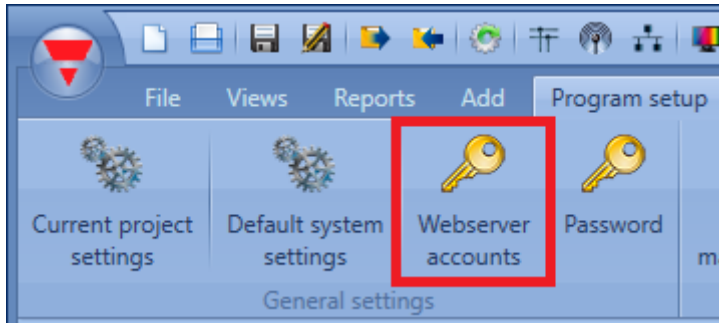 File Views Reports Add Program setup
Current project settings
Default system settings
Webserver accounts
Password
General settings